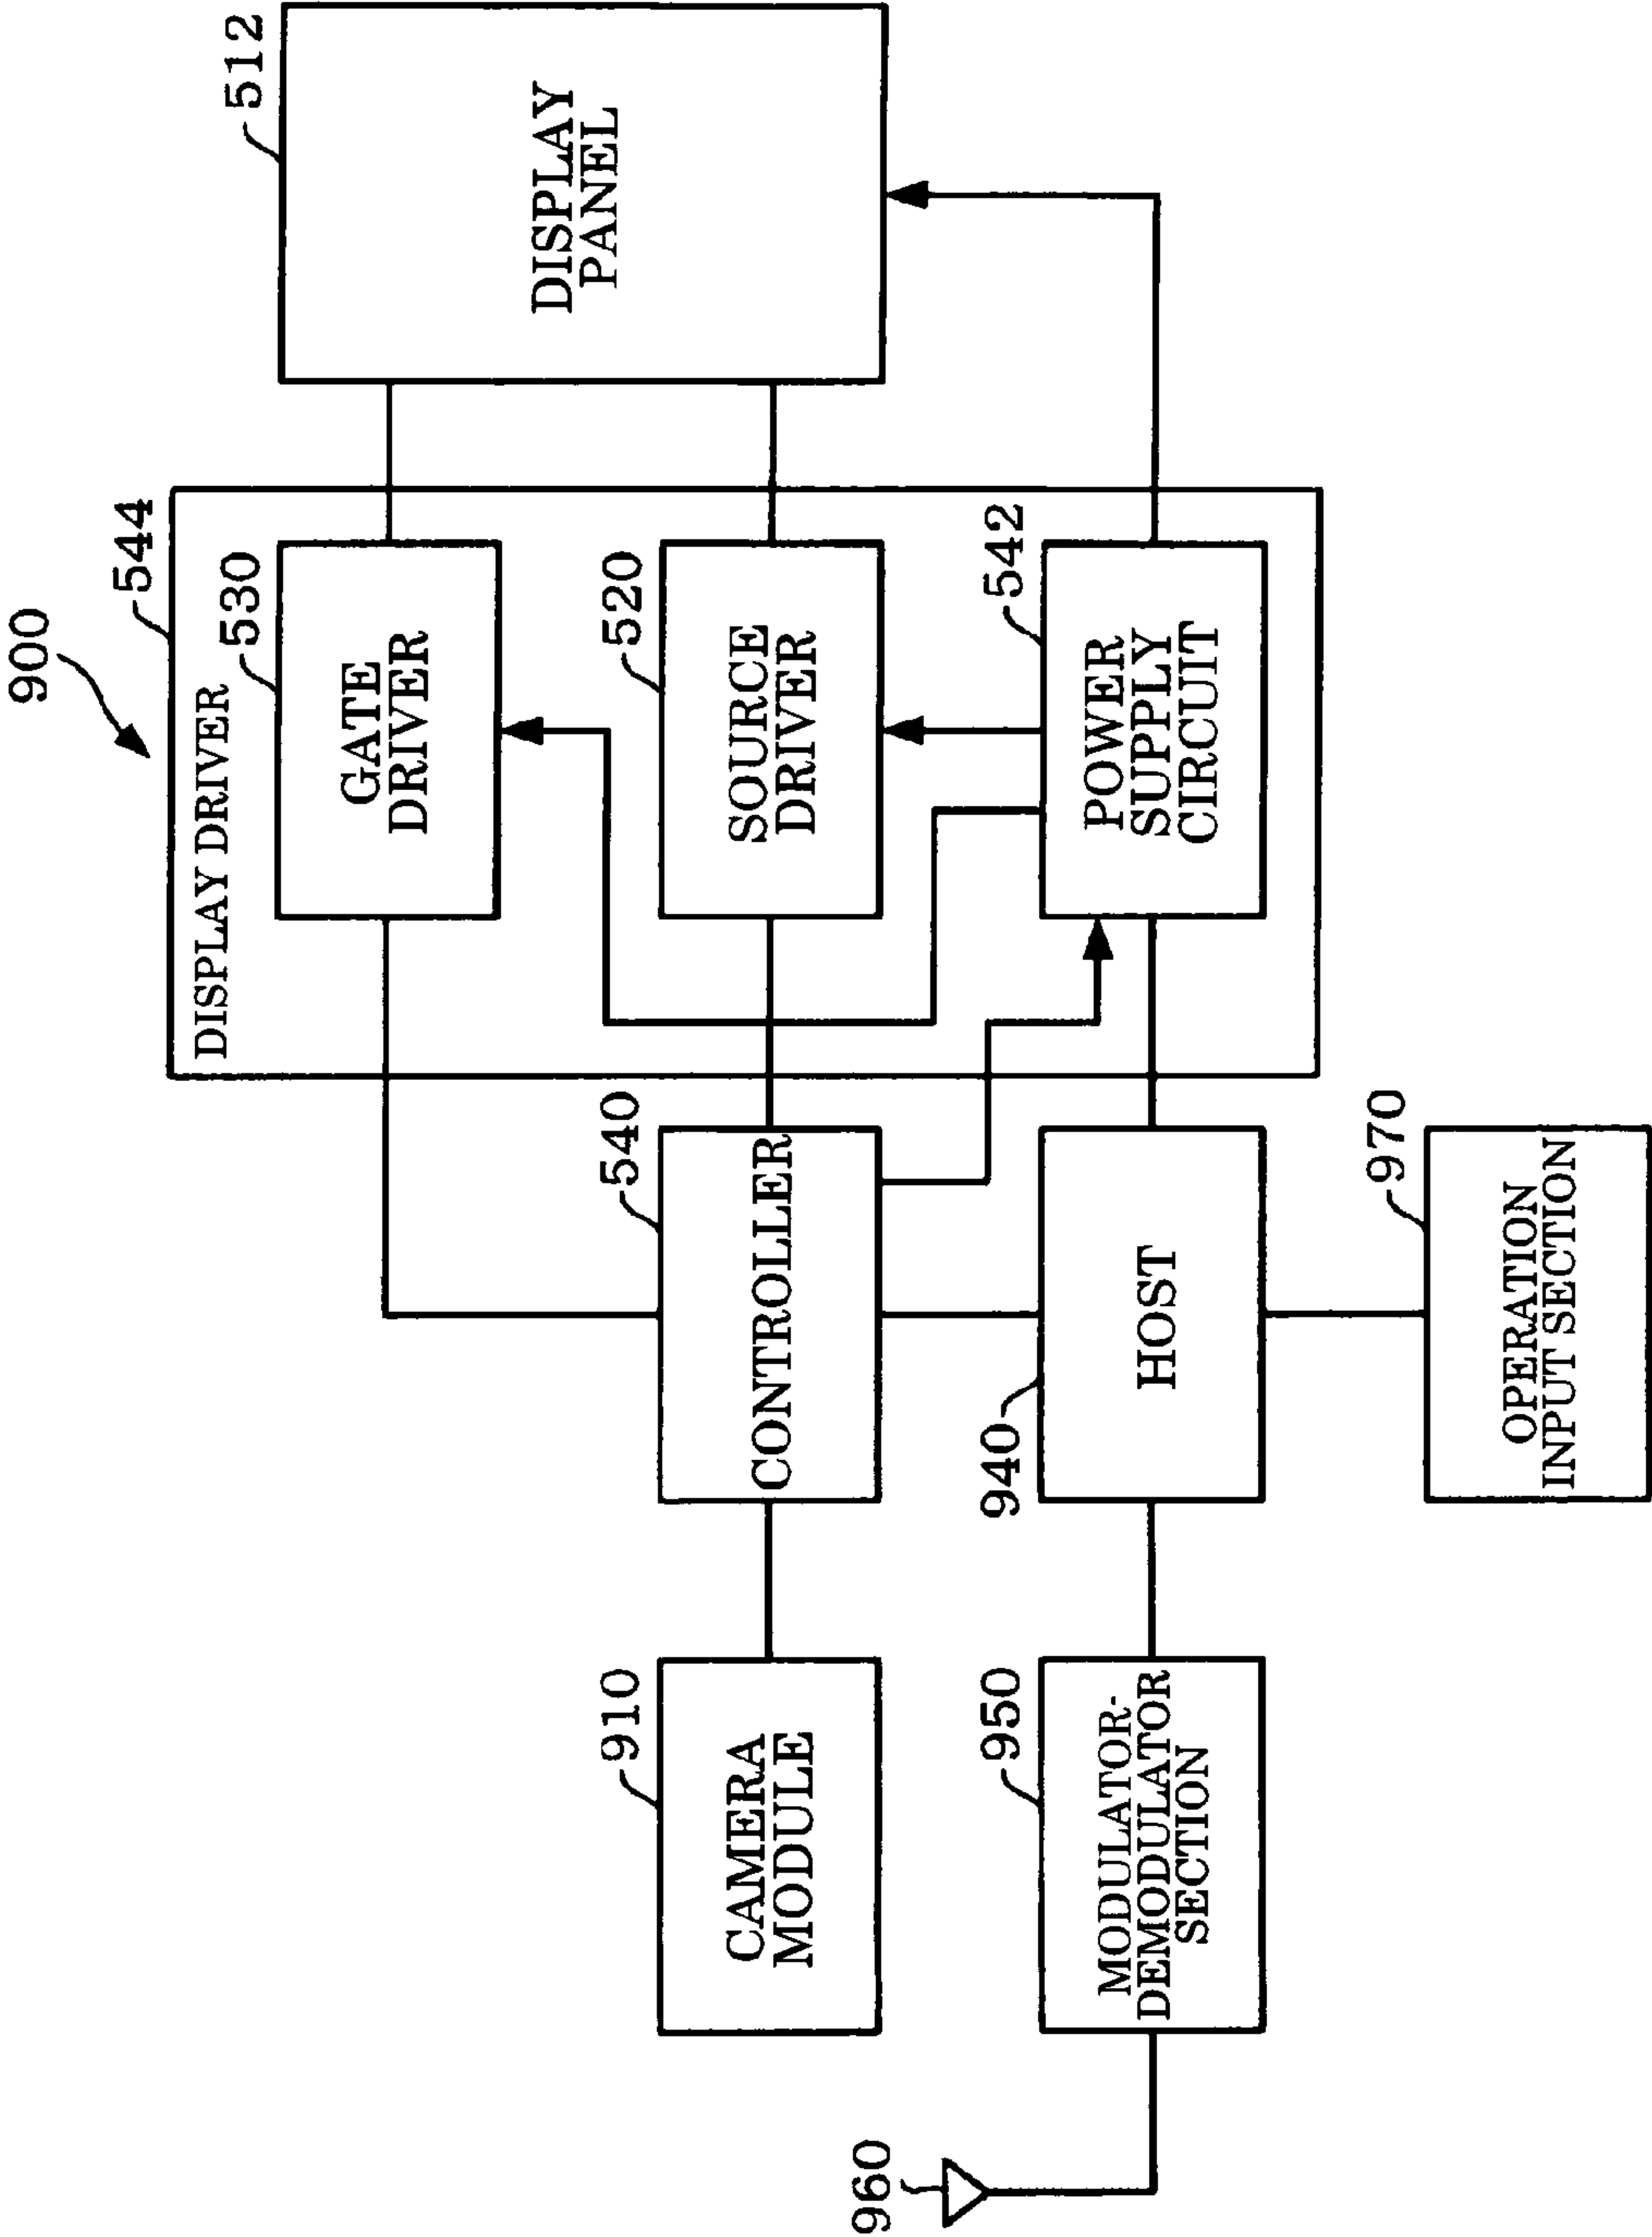 900
544
512
DISPLAY DRIVER
530
GATE
DRIVER
DISPLAY
PANEL
910
CAMERA
MODULE
540
CONTROLLER
520
SOURCE
DRIVER
960
950
MODULATOR-
DEMODULATOR
SECTION
940
HOST
542
POWER
SUPPLY
CIRCUIT
970
OPERATION
INPUT SECTION